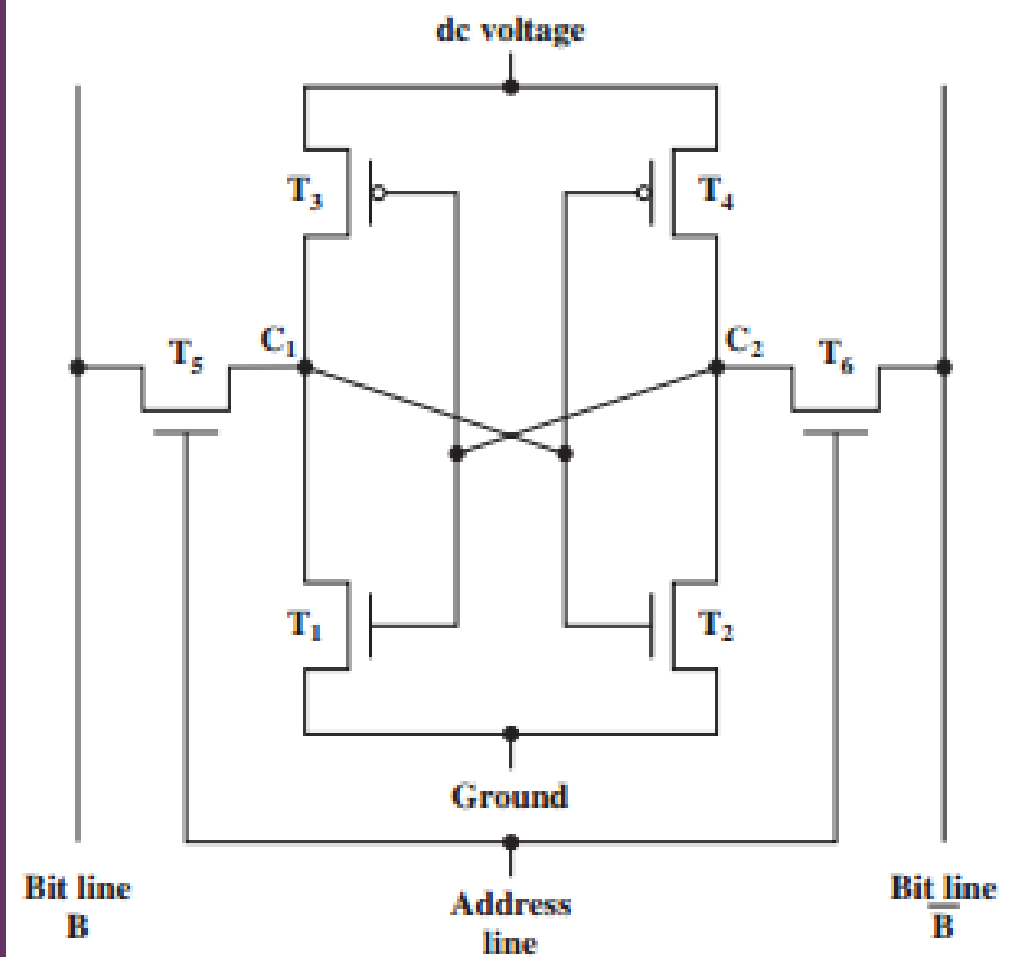 dc voltage
T₃
T₄
T₅
C₁
C₂
T₆
T₁
T₂
Ground
Bit line
B
Address
line
Bit line
B̅